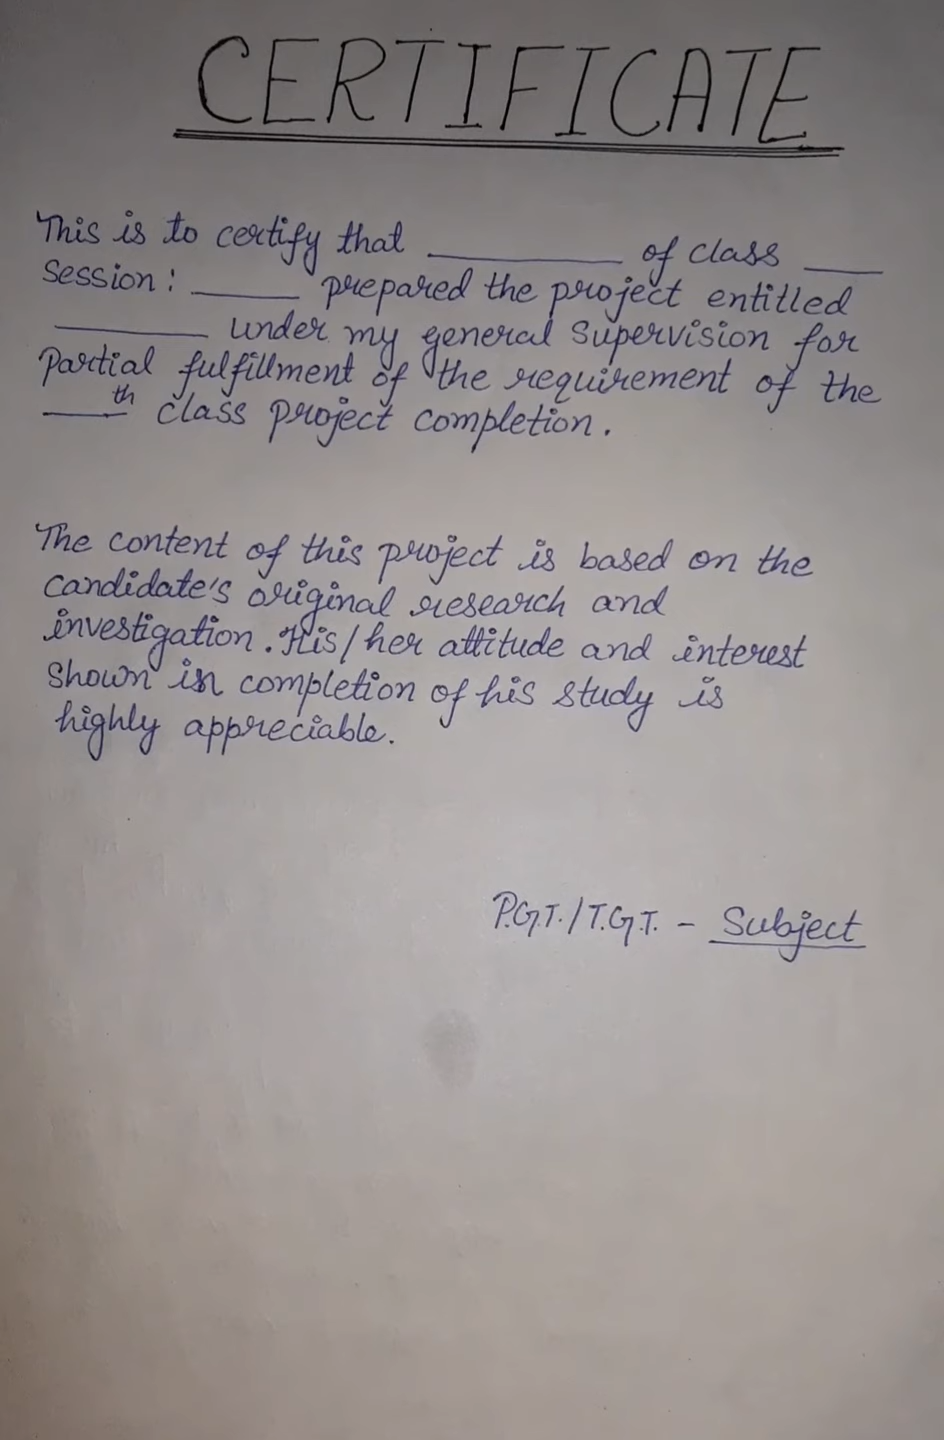 CERTIFICATE
This is to certify that __________ of class ____
Session: ______ prepared the project entitled
________ under my general Supervision for
Partial fulfillment of the requirement of the
____th class project completion.
The content of this project is based on the
Candidate's original research and
investigation. His/her attitude and interest
Shown in completion of his study is
highly appreciable.
P.G.T./T.G.T. - Subject